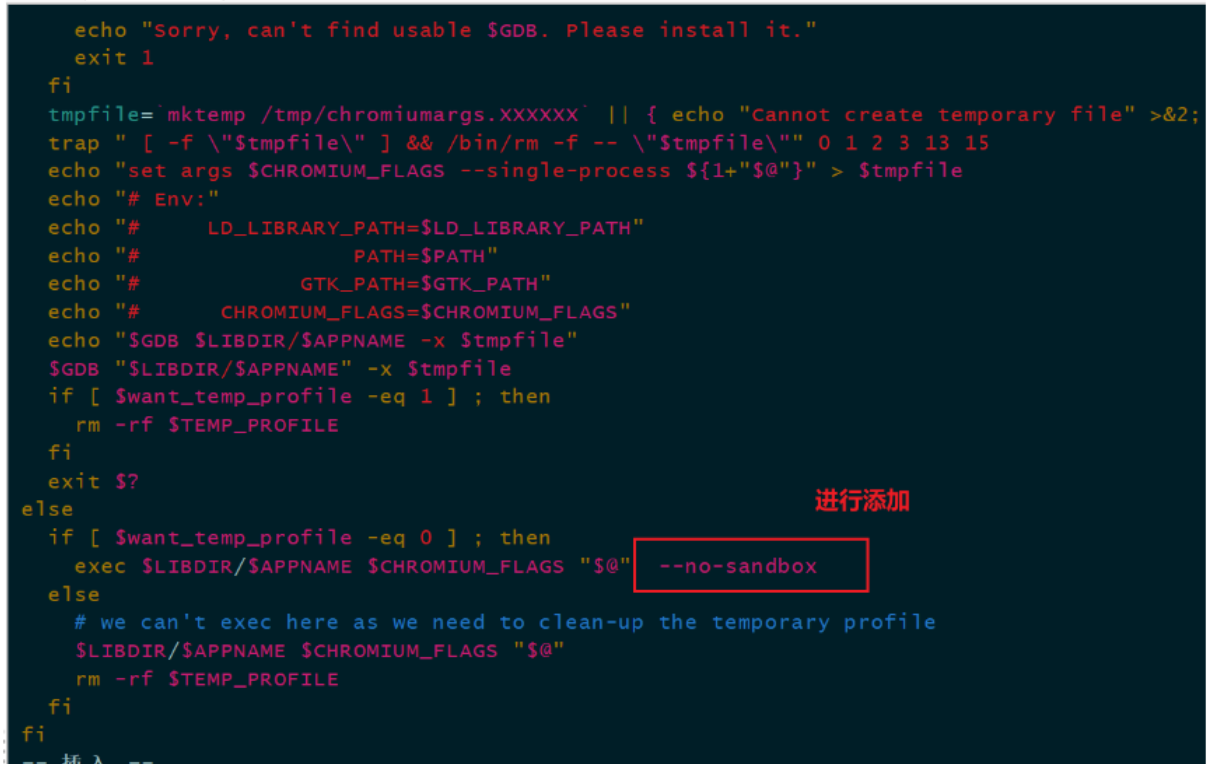 echo "Sorry, can't find usable $GDB. Please install it."
exit 1
fi
tmpfile=`mktemp /tmp/chromiumargs.XXXXXX` || { echo "Cannot create temporary file" >&2;
trap " [ -f \"$tmpfile\" ] && /bin/rm -f -- \"$tmpfile\"" 0 1 2 3 13 15
echo "set args $CHROMIUM_FLAGS --single-process ${1+"$@"}" > $tmpfile
echo "# Env:"
echo "#     LD_LIBRARY_PATH=$LD_LIBRARY_PATH"
echo "#                PATH=$PATH"
echo "#            GTK_PATH=$GTK_PATH"
echo "#      CHROMIUM_FLAGS=$CHROMIUM_FLAGS"
echo "$GDB $LIBDIR/$APPNAME -x $tmpfile"
$GDB "$LIBDIR/$APPNAME" -x $tmpfile
if [ $want_temp_profile -eq 1 ] ; then
rm -rf $TEMP_PROFILE
fi
exit $?
进行添加
else
if [ $want_temp_profile -eq 0 ] ; then
exec $LIBDIR/$APPNAME $CHROMIUM_FLAGS "$@" --no-sandbox
else
# we can't exec here as we need to clean-up the temporary profile
$LIBDIR/$APPNAME $CHROMIUM_FLAGS "$@"
rm -rf $TEMP_PROFILE
fi
fi
-- 插入 --